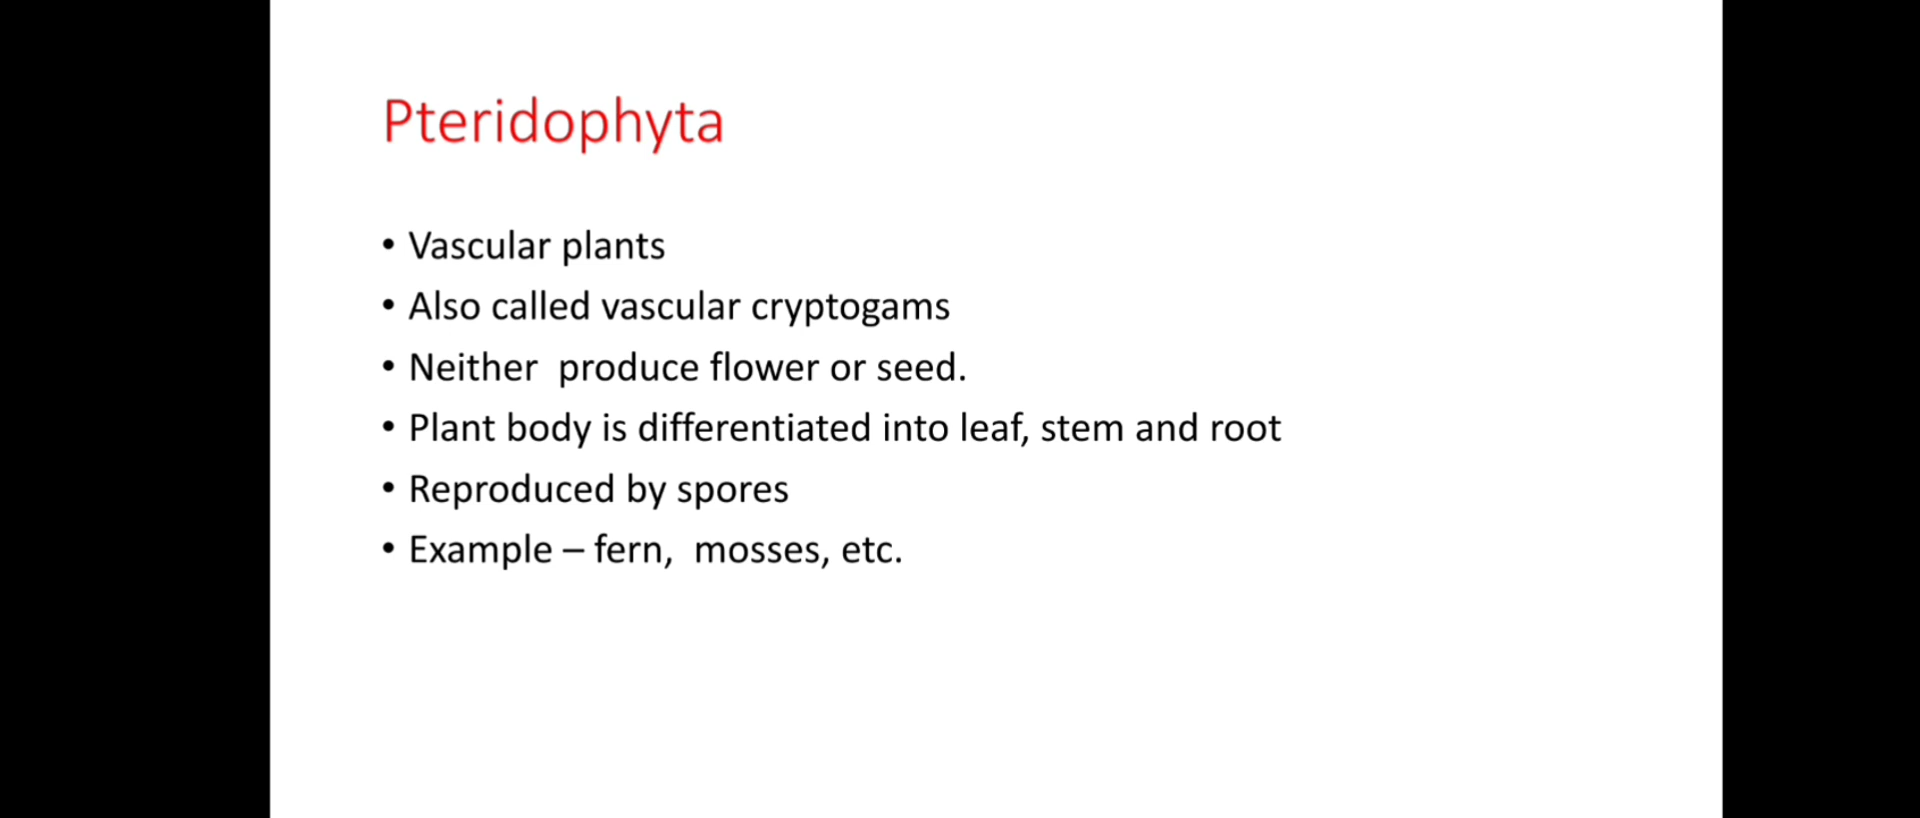 Pteridophyta
• Vascular plants
• Also called vascular cryptogams
• Neither  produce flower or seed.
• Plant body is differentiated into leaf, stem and root
• Reproduced by spores
• Example – fern,  mosses, etc.